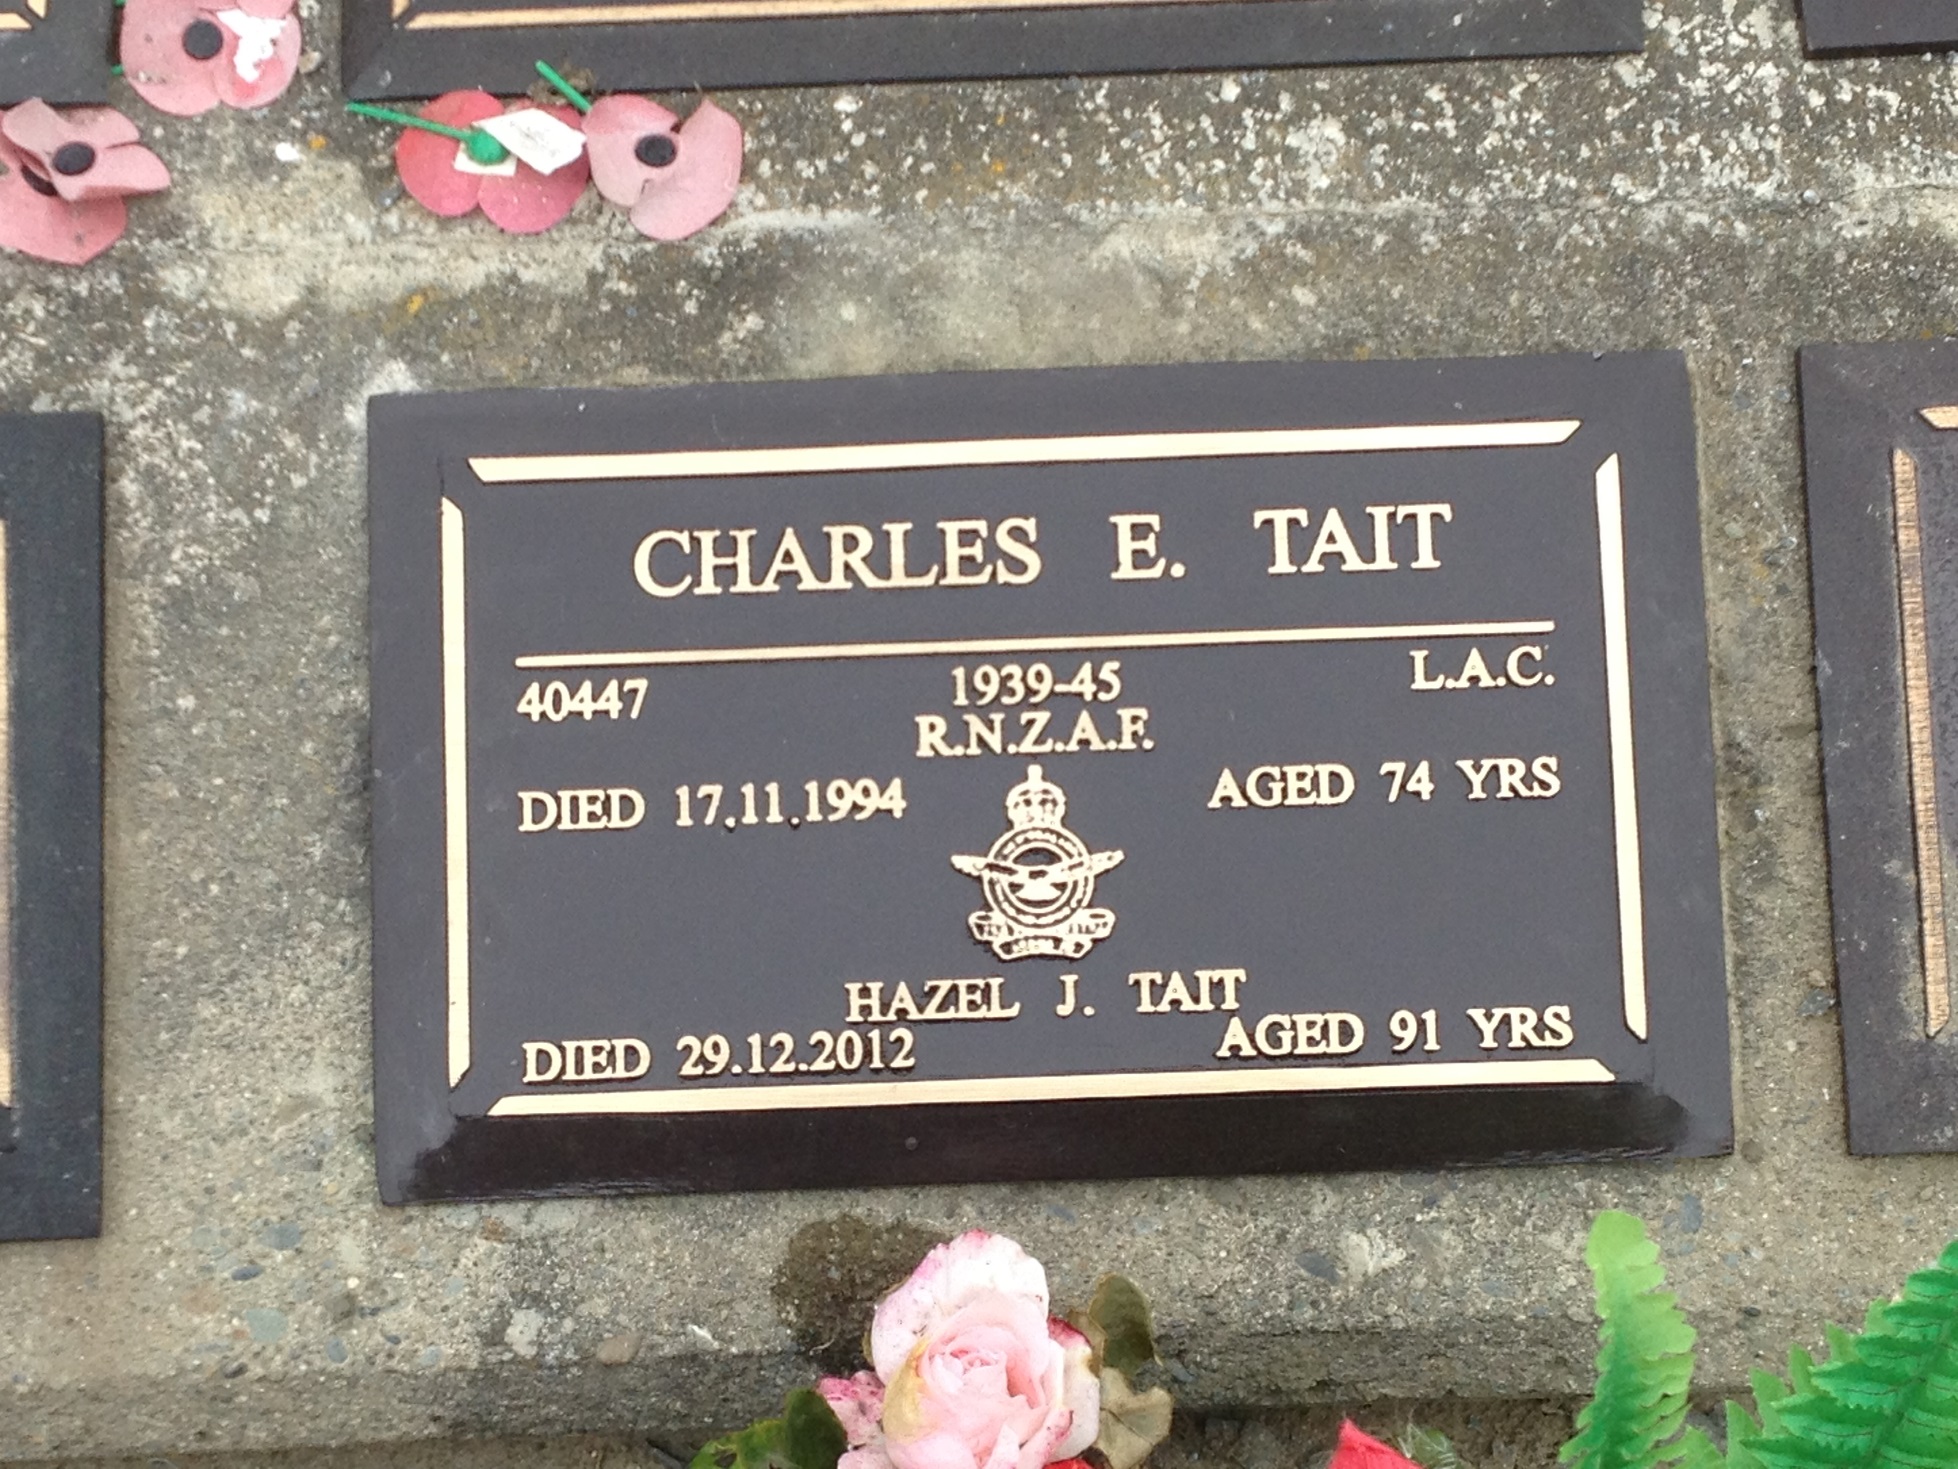 CHARLES E. TAIT
40447 1939-45 L.A.C.
R.N.Z.A.F.
DIED 17.11.1994 AGED 74 YRS
HAZEL J. TAIT
DIED 29.12.2012 AGED 91 YRS